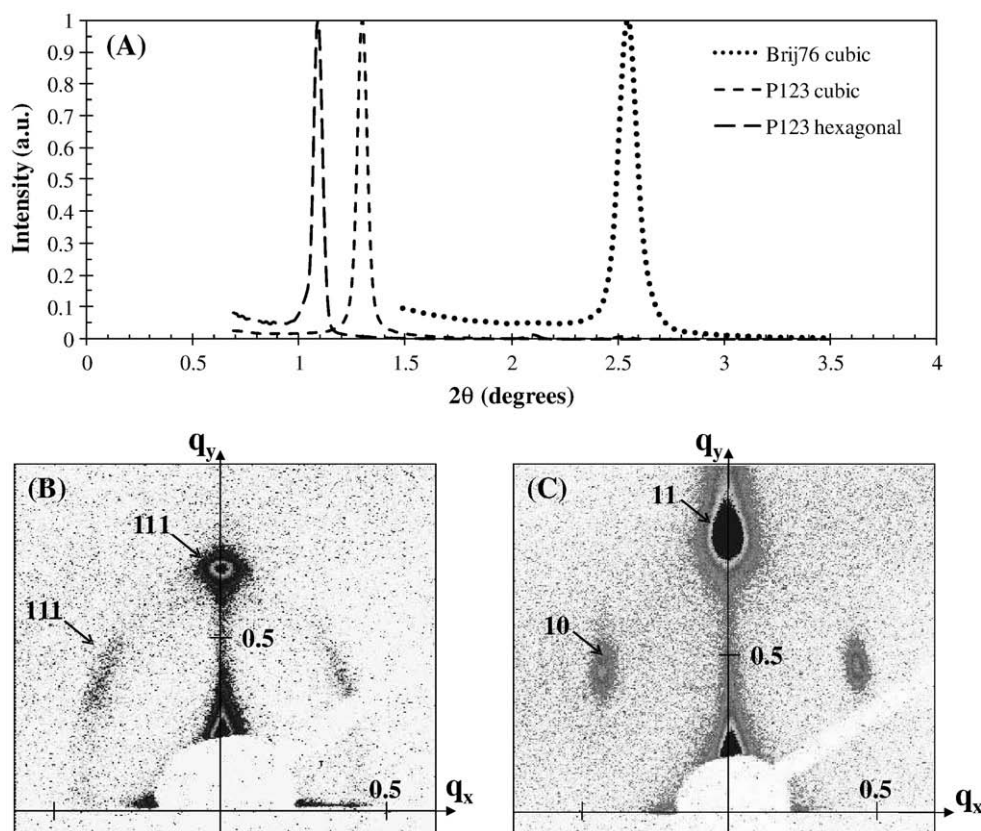 (A)
Intensity (a.u.)
1
0.9
0.8
0.7
0.6
0.5
0.4
0.3
0.2
0.1
0
Brij76 cubic
P123 cubic
P123 hexagonal
0 0.5 1 1.5 2 2.5 3 3.5 4
2θ (degrees)
(B)
qy
111
111
0.5
0.5
qx
(C)
qy
11
10
0.5
0.5
qx